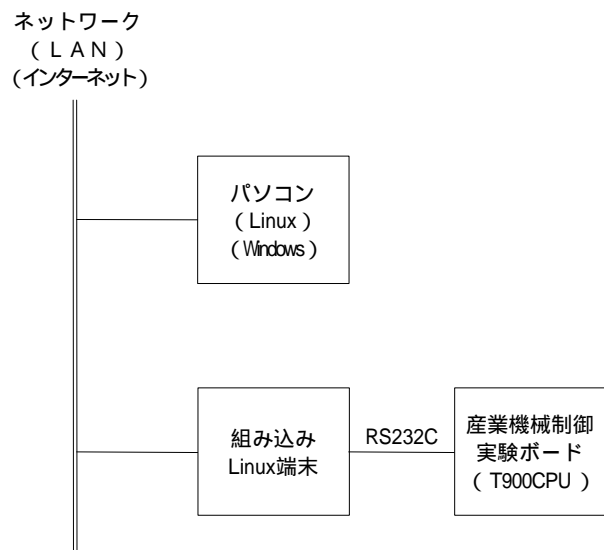 ネットワーク
(ＬＡＮ)
(インターネット)
パソコン
(Linux)
(Windows)
組み込み
Linux端末
RS232C
産業機械制御
実験ボード
(T900CPU)